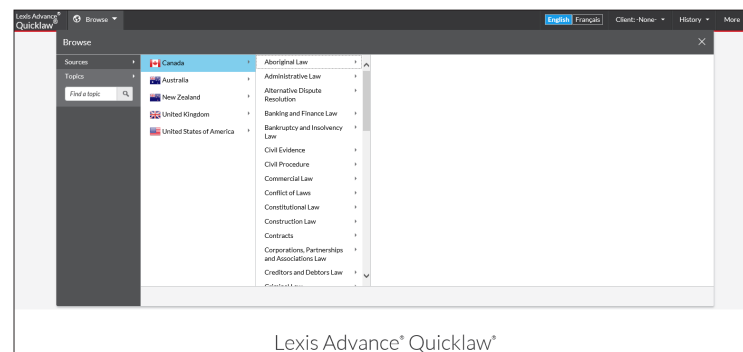 Lexis Advance®
Quicklaw®
Browse
English Français
Client: -None-
History
More
Browse
Sources
Topics
Find a topic
Canada
Australia
New Zealand
United Kingdom
United States of America
Aboriginal Law
Administrative Law
Alternative Dispute
Resolution
Banking and Finance Law
Bankruptcy and Insolvency
Law
Civil Evidence
Civil Procedure
Commercial Law
Conflict of Laws
Constitutional Law
Construction Law
Contracts
Corporations, Partnerships
and Associations Law
Creditors and Debtors Law
Criminal Law
Lexis Advance® Quicklaw®